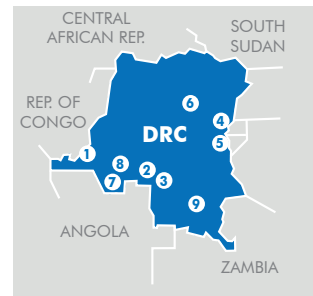 CENTRAL
AFRICAN REP.
SOUTH
SUDAN
REP. OF
CONGO
6
4
DRC
5
1
8
2
7
3
9
ANGOLA
ZAMBIA